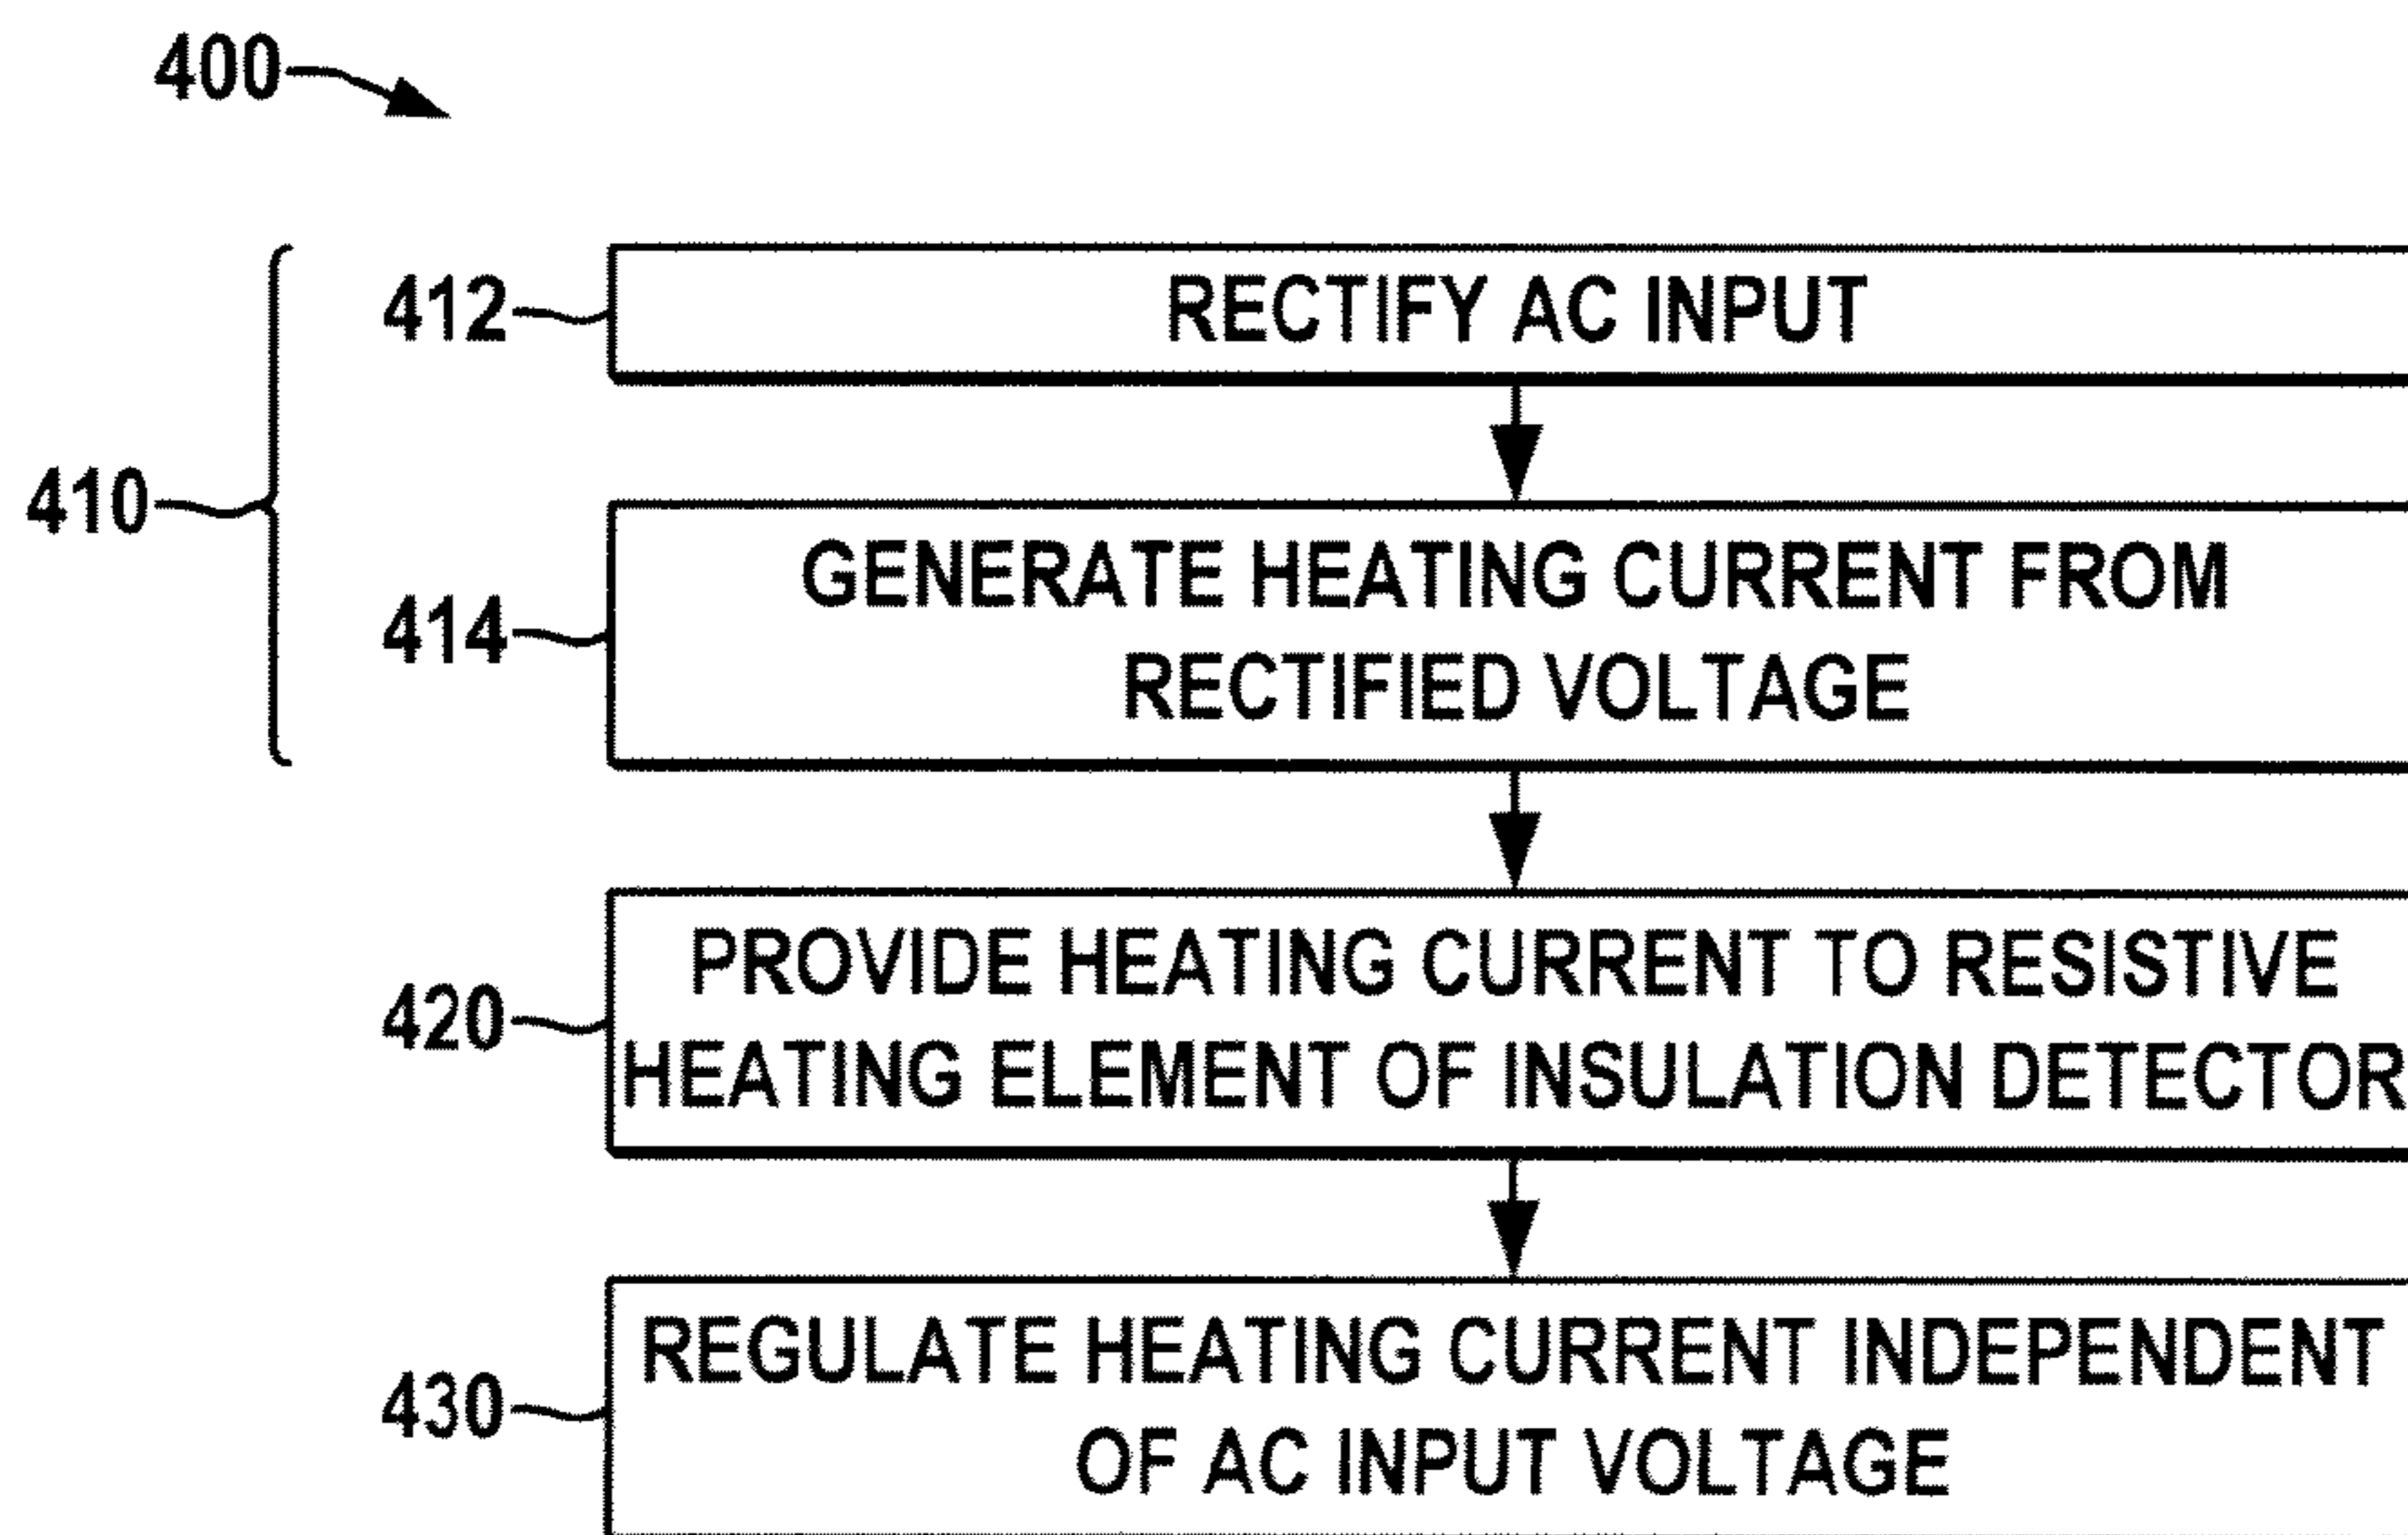 400
412
RECTIFY AC INPUT
410
414
GENERATE HEATING CURRENT FROM
RECTIFIED VOLTAGE
420
PROVIDE HEATING CURRENT TO RESISTIVE
HEATING ELEMENT OF INSULATION DETECTOR
430
REGULATE HEATING CURRENT INDEPENDENT
OF AC INPUT VOLTAGE